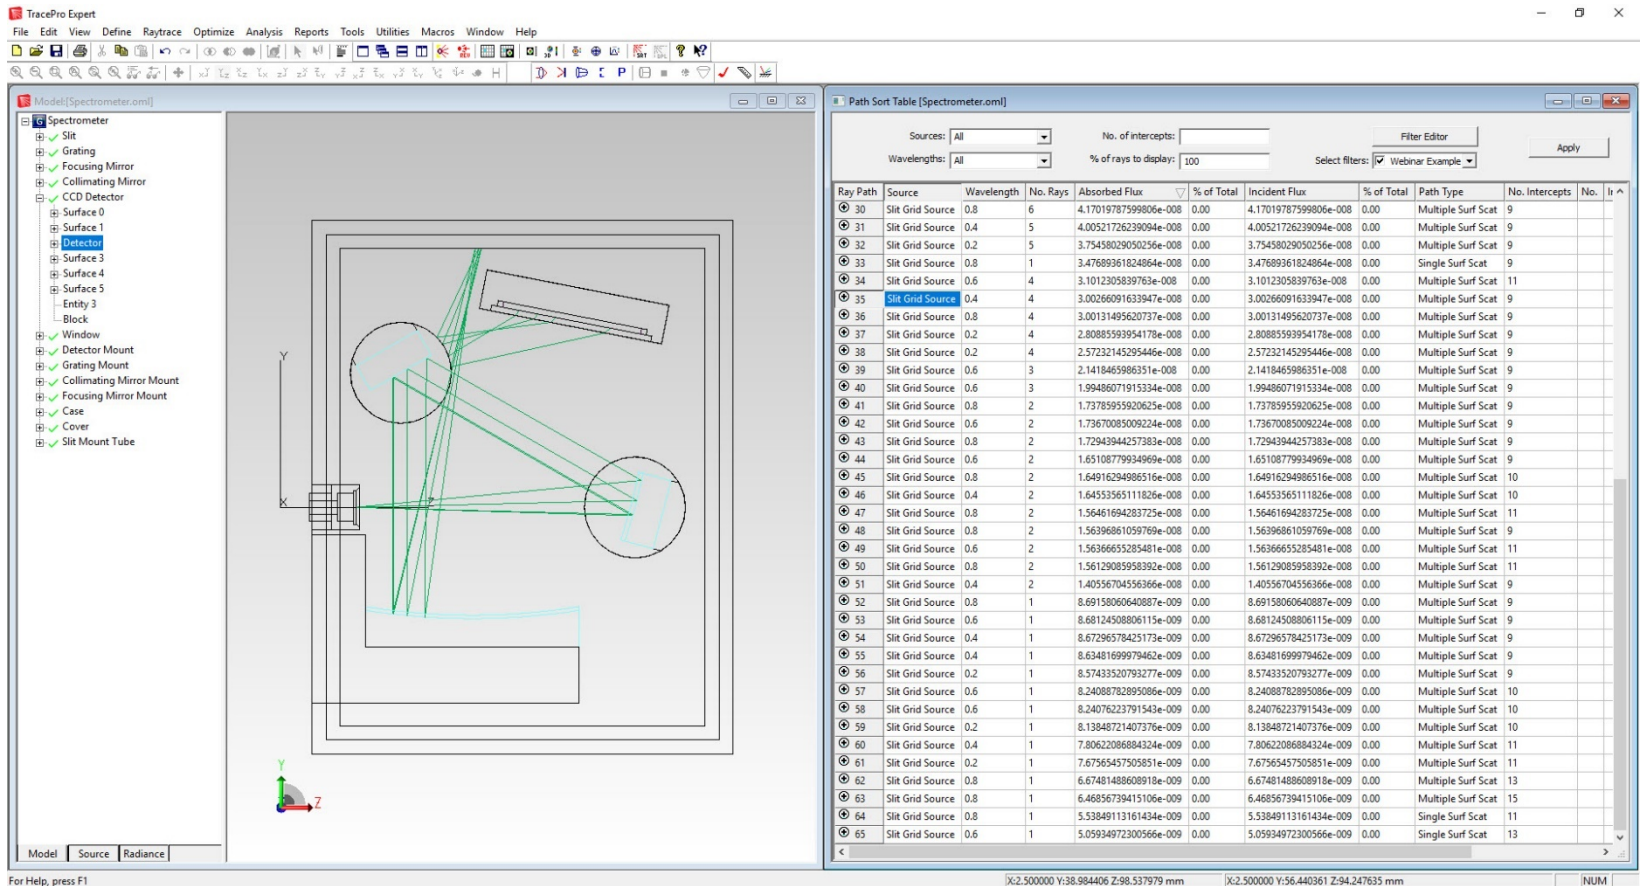 TracePro Expert
File Edit View Define Raytrace Optimize Analysis Reports Tools Utilities Macros Window Help
Model:[Spectrometer.oml]
Spectrometer
Slit
Grating
Focusing Mirror
Collimating Mirror
CCD Detector
Surface 0
Surface 1
Detector
Surface 3
Surface 4
Surface 5
Entity 3
Block
Window
Detector Mount
Grating Mount
Collimating Mirror Mount
Focusing Mirror Mount
Case
Cover
Slit Mount Tube
Y
X
Y
Z
Model Source Radiance
Path Sort Table [Spectrometer.oml]
Sources: All No. of intercepts: Filter Editor
Wavelengths: All % of rays to display: 100 Select filters: Webinar Example
Apply
Ray Path Source Wavelength No. Rays Absorbed Flux % of Total Incident Flux % of Total Path Type No. Intercepts No.
30 Slit Grid Source 0.8 6 4.17019787599806e-008 0.00 4.17019787599806e-008 0.00 Multiple Surf Scat 9
31 Slit Grid Source 0.4 5 4.00521726239094e-008 0.00 4.00521726239094e-008 0.00 Multiple Surf Scat 9
32 Slit Grid Source 0.2 5 3.75458029050256e-008 0.00 3.75458029050256e-008 0.00 Multiple Surf Scat 9
33 Slit Grid Source 0.8 1 3.47689361824864e-008 0.00 3.47689361824864e-008 0.00 Single Surf Scat 9
34 Slit Grid Source 0.6 4 3.1012305839763e-008 0.00 3.1012305839763e-008 0.00 Multiple Surf Scat 11
35 Slit Grid Source 0.4 4 3.00266091633947e-008 0.00 3.00266091633947e-008 0.00 Multiple Surf Scat 9
36 Slit Grid Source 0.8 4 3.00131495620737e-008 0.00 3.00131495620737e-008 0.00 Multiple Surf Scat 9
37 Slit Grid Source 0.2 4 2.80885593954178e-008 0.00 2.80885593954178e-008 0.00 Multiple Surf Scat 9
38 Slit Grid Source 0.2 4 2.57232145295446e-008 0.00 2.57232145295446e-008 0.00 Multiple Surf Scat 9
39 Slit Grid Source 0.6 3 2.1418465986351e-008 0.00 2.1418465986351e-008 0.00 Multiple Surf Scat 9
40 Slit Grid Source 0.6 3 1.99486071915334e-008 0.00 1.99486071915334e-008 0.00 Multiple Surf Scat 9
41 Slit Grid Source 0.8 2 1.73785955920625e-008 0.00 1.73785955920625e-008 0.00 Multiple Surf Scat 9
42 Slit Grid Source 0.6 2 1.73670085009224e-008 0.00 1.73670085009224e-008 0.00 Multiple Surf Scat 9
43 Slit Grid Source 0.8 2 1.72943944257383e-008 0.00 1.72943944257383e-008 0.00 Multiple Surf Scat 9
44 Slit Grid Source 0.6 2 1.65108779934969e-008 0.00 1.65108779934969e-008 0.00 Multiple Surf Scat 9
45 Slit Grid Source 0.8 2 1.64916294986516e-008 0.00 1.64916294986516e-008 0.00 Multiple Surf Scat 10
46 Slit Grid Source 0.4 2 1.64553565111826e-008 0.00 1.64553565111826e-008 0.00 Multiple Surf Scat 10
47 Slit Grid Source 0.8 2 1.56461694283725e-008 0.00 1.56461694283725e-008 0.00 Multiple Surf Scat 11
48 Slit Grid Source 0.8 2 1.56396861059769e-008 0.00 1.56396861059769e-008 0.00 Multiple Surf Scat 9
49 Slit Grid Source 0.6 2 1.56366655285481e-008 0.00 1.56366655285481e-008 0.00 Multiple Surf Scat 11
50 Slit Grid Source 0.8 2 1.56129085958392e-008 0.00 1.56129085958392e-008 0.00 Multiple Surf Scat 11
51 Slit Grid Source 0.4 2 1.40556704556366e-008 0.00 1.40556704556366e-008 0.00 Multiple Surf Scat 9
52 Slit Grid Source 0.8 1 8.69158060640887e-009 0.00 8.69158060640887e-009 0.00 Multiple Surf Scat 9
53 Slit Grid Source 0.6 1 8.68124508806115e-009 0.00 8.68124508806115e-009 0.00 Multiple Surf Scat 9
54 Slit Grid Source 0.4 1 8.67296578425173e-009 0.00 8.67296578425173e-009 0.00 Multiple Surf Scat 9
55 Slit Grid Source 0.4 1 8.63481699979462e-009 0.00 8.63481699979462e-009 0.00 Multiple Surf Scat 9
56 Slit Grid Source 0.2 1 8.57433520793277e-009 0.00 8.57433520793277e-009 0.00 Multiple Surf Scat 9
57 Slit Grid Source 0.6 1 8.24088782895086e-009 0.00 8.24088782895086e-009 0.00 Multiple Surf Scat 10
58 Slit Grid Source 0.6 1 8.24076223791543e-009 0.00 8.24076223791543e-009 0.00 Multiple Surf Scat 10
59 Slit Grid Source 0.2 1 8.13848721407376e-009 0.00 8.13848721407376e-009 0.00 Multiple Surf Scat 10
60 Slit Grid Source 0.4 1 7.80622086884324e-009 0.00 7.80622086884324e-009 0.00 Multiple Surf Scat 11
61 Slit Grid Source 0.2 1 7.67565457505851e-009 0.00 7.67565457505851e-009 0.00 Multiple Surf Scat 11
62 Slit Grid Source 0.8 1 6.67481488608918e-009 0.00 6.67481488608918e-009 0.00 Multiple Surf Scat 13
63 Slit Grid Source 0.8 1 6.46856739415106e-009 0.00 6.46856739415106e-009 0.00 Multiple Surf Scat 15
64 Slit Grid Source 0.8 1 5.53849113161434e-009 0.00 5.53849113161434e-009 0.00 Single Surf Scat 11
65 Slit Grid Source 0.6 1 5.05934972300566e-009 0.00 5.05934972300566e-009 0.00 Single Surf Scat 13
For Help, press F1 X:2.500000 Y:38.984406 Z:98.537979 mm X:2.500000 Y:56.440361 Z:94.247635 mm NUM